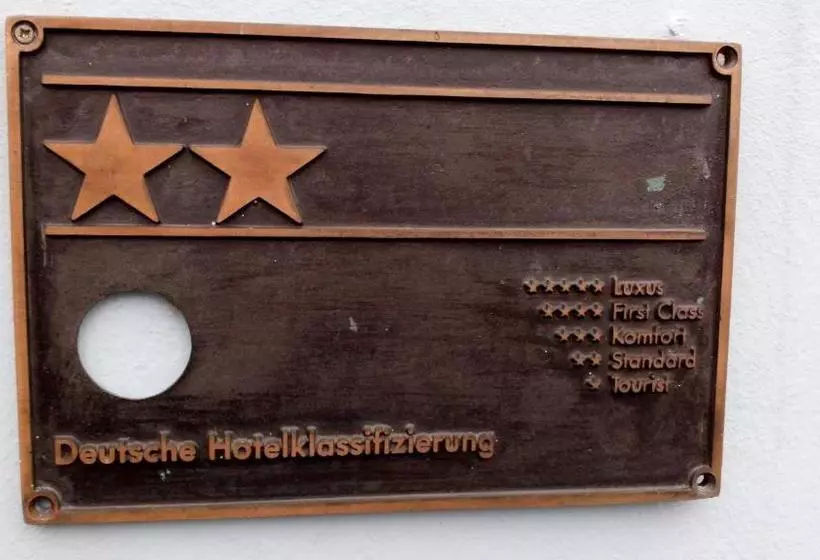 ★★★★★ Luxus
★★★★ First Class
★★★ Komfort
★★ Standard
★ Tourist
Deutsche Hotelklassifizierung